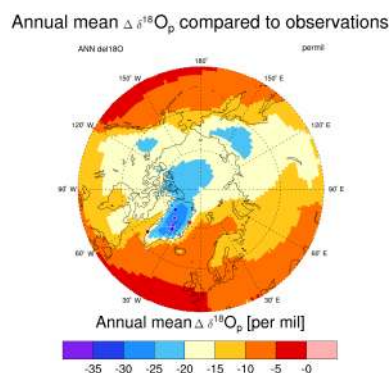 Annual mean Δ δ¹⁸Oₚ compared to observations
ANN del18O permil
180°
150° W 150° E
120° W 120° E
90° W 90° E
60° W 60° E
30° W 30° E
Annual mean Δ δ¹⁸Oₚ [per mil]
-35 -30 -25 -20 -15 -10 -5 0